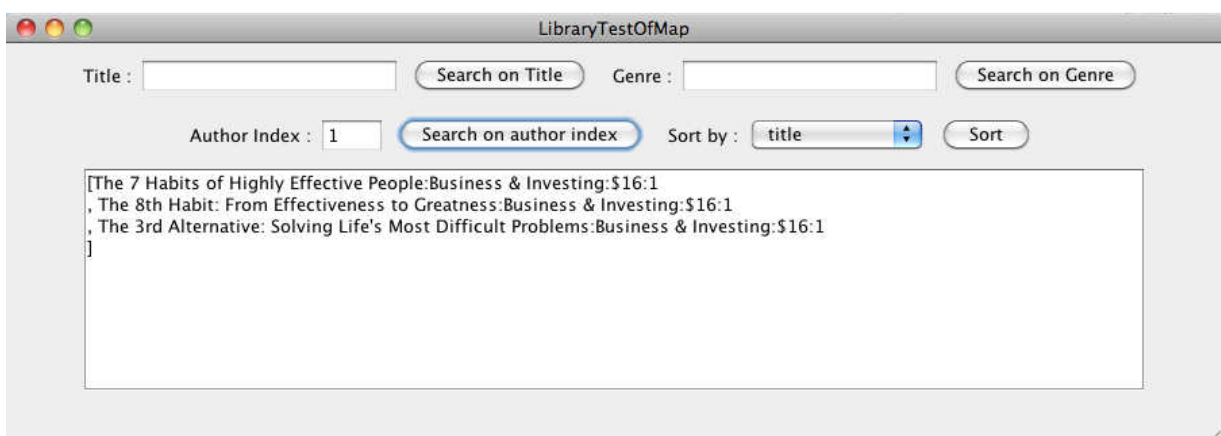 LibraryTestOfMap
Title : Search on Title Genre : Search on Genre
Author Index : 1 Search on author index Sort by : title Sort
[The 7 Habits of Highly Effective People:Business & Investing:$16:1
, The 8th Habit: From Effectiveness to Greatness:Business & Investing:$16:1
, The 3rd Alternative: Solving Life's Most Difficult Problems:Business & Investing:$16:1
]